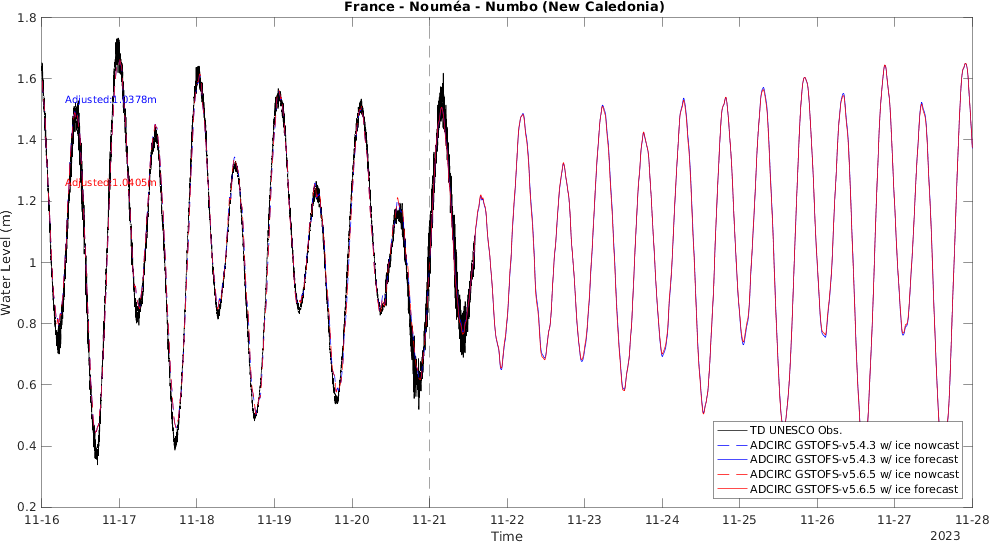 France - Nouméa - Numbo (New Caledonia)
1.8
1.6
1.4
1.2
1
0.8
0.6
0.4
0.2
Water Level (m)
Adjusted:1.0378m
Adjusted:1.0405m
TD UNESCO Obs.
ADCIRC GSTOFS-v5.4.3 w/ ice nowcast
ADCIRC GSTOFS-v5.4.3 w/ ice forecast
ADCIRC GSTOFS-v5.6.5 w/ ice nowcast
ADCIRC GSTOFS-v5.6.5 w/ ice forecast
11-16 11-17 11-18 11-19 11-20 11-21 11-22 11-23 11-24 11-25 11-26 11-27 11-28
Time
2023